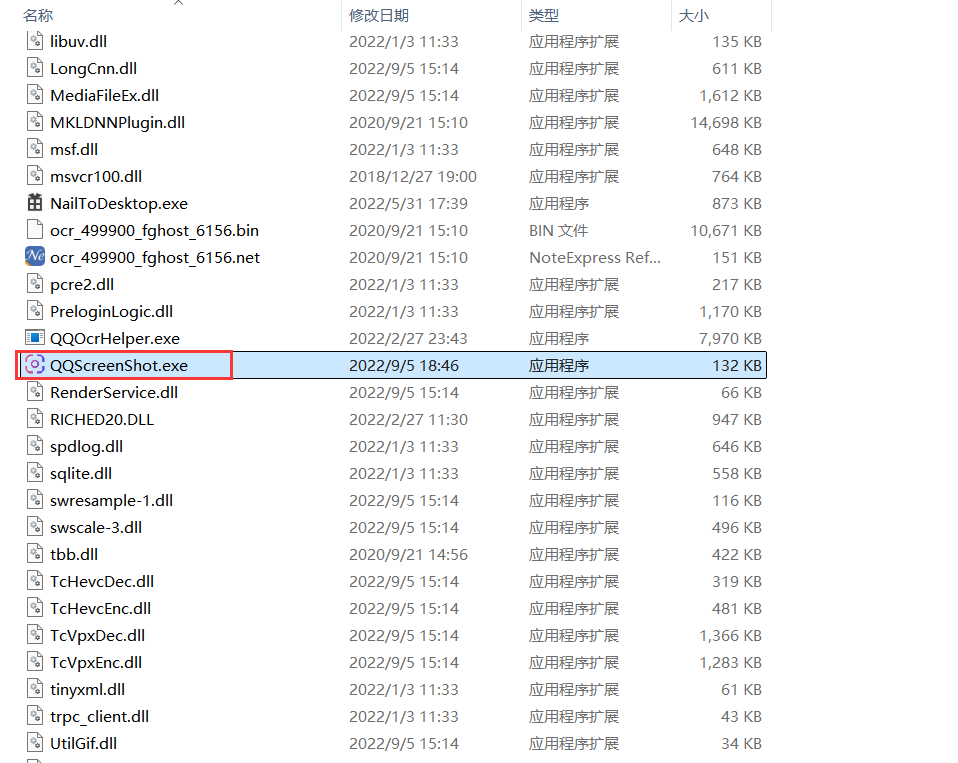 名称 修改日期 类型 大小
libuv.dll 2022/1/3 11:33 应用程序扩展 135 KB
LongCnn.dll 2022/9/5 15:14 应用程序扩展 611 KB
MediaFileEx.dll 2022/9/5 15:14 应用程序扩展 1,612 KB
MKLDNNPlugin.dll 2020/9/21 15:10 应用程序扩展 14,698 KB
msf.dll 2022/1/3 11:33 应用程序扩展 648 KB
msvcr100.dll 2018/12/27 19:00 应用程序扩展 764 KB
NailToDesktop.exe 2022/5/31 17:39 应用程序 873 KB
ocr_499900_fghost_6156.bin 2020/9/21 15:10 BIN 文件 10,671 KB
ocr_499900_fghost_6156.net 2020/9/21 15:10 NoteExpress Ref... 151 KB
pcre2.dll 2022/1/3 11:33 应用程序扩展 217 KB
PreloginLogic.dll 2022/1/3 11:33 应用程序扩展 1,170 KB
QQOcrHelper.exe 2022/2/27 23:43 应用程序 7,970 KB
QQScreenShot.exe 2022/9/5 18:46 应用程序 132 KB
RenderService.dll 2022/9/5 15:14 应用程序扩展 66 KB
RICHED20.DLL 2022/2/27 11:30 应用程序扩展 947 KB
spdlog.dll 2022/1/3 11:33 应用程序扩展 646 KB
sqlite.dll 2022/1/3 11:33 应用程序扩展 558 KB
swresample-1.dll 2022/9/5 15:14 应用程序扩展 116 KB
swscale-3.dll 2022/9/5 15:14 应用程序扩展 496 KB
tbb.dll 2020/9/21 14:56 应用程序扩展 422 KB
TcHevcDec.dll 2022/9/5 15:14 应用程序扩展 319 KB
TcHevcEnc.dll 2022/9/5 15:14 应用程序扩展 481 KB
TcVpxDec.dll 2022/9/5 15:14 应用程序扩展 1,366 KB
TcVpxEnc.dll 2022/9/5 15:14 应用程序扩展 1,283 KB
tinyxml.dll 2022/1/3 11:33 应用程序扩展 61 KB
trpc_client.dll 2022/1/3 11:33 应用程序扩展 43 KB
UtilGif.dll 2022/9/5 15:14 应用程序扩展 34 KB